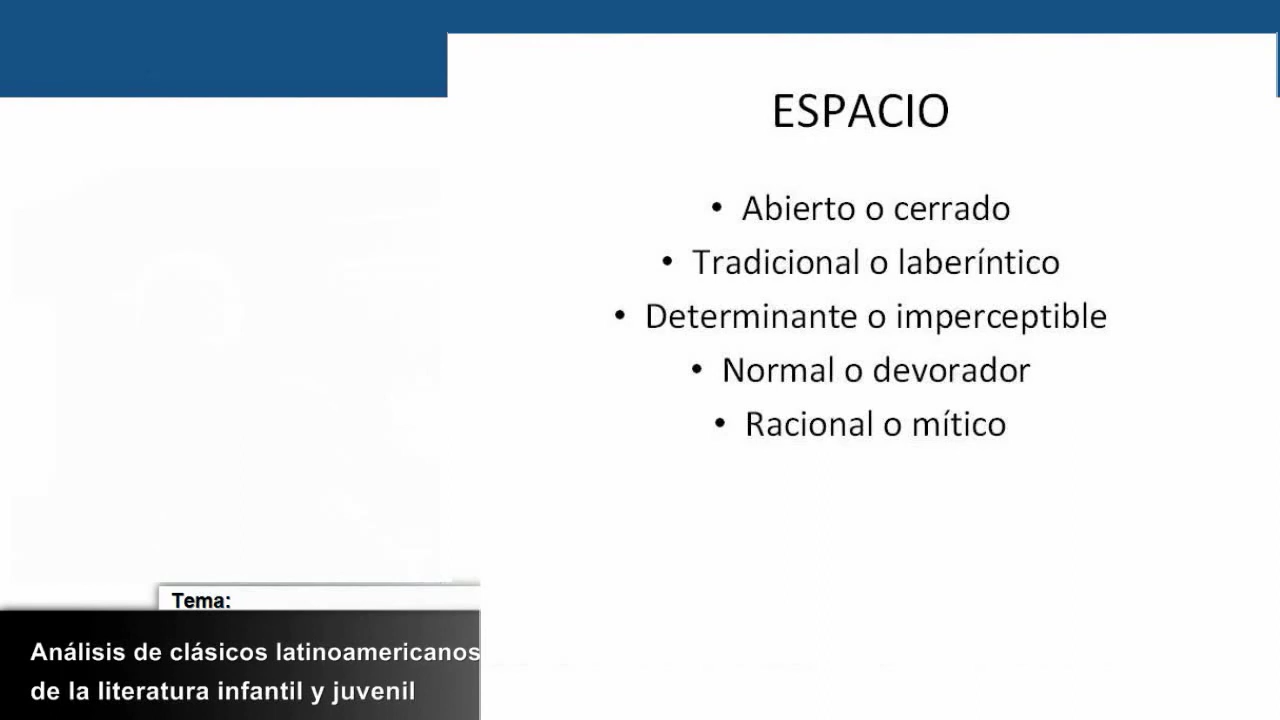 ESPACIO
• Abierto o cerrado
• Tradicional o laberíntico
• Determinante o imperceptible
• Normal o devorador
• Racional o mítico
Tema:
Análisis de clásicos latinoamericanos
de la literatura infantil y juvenil